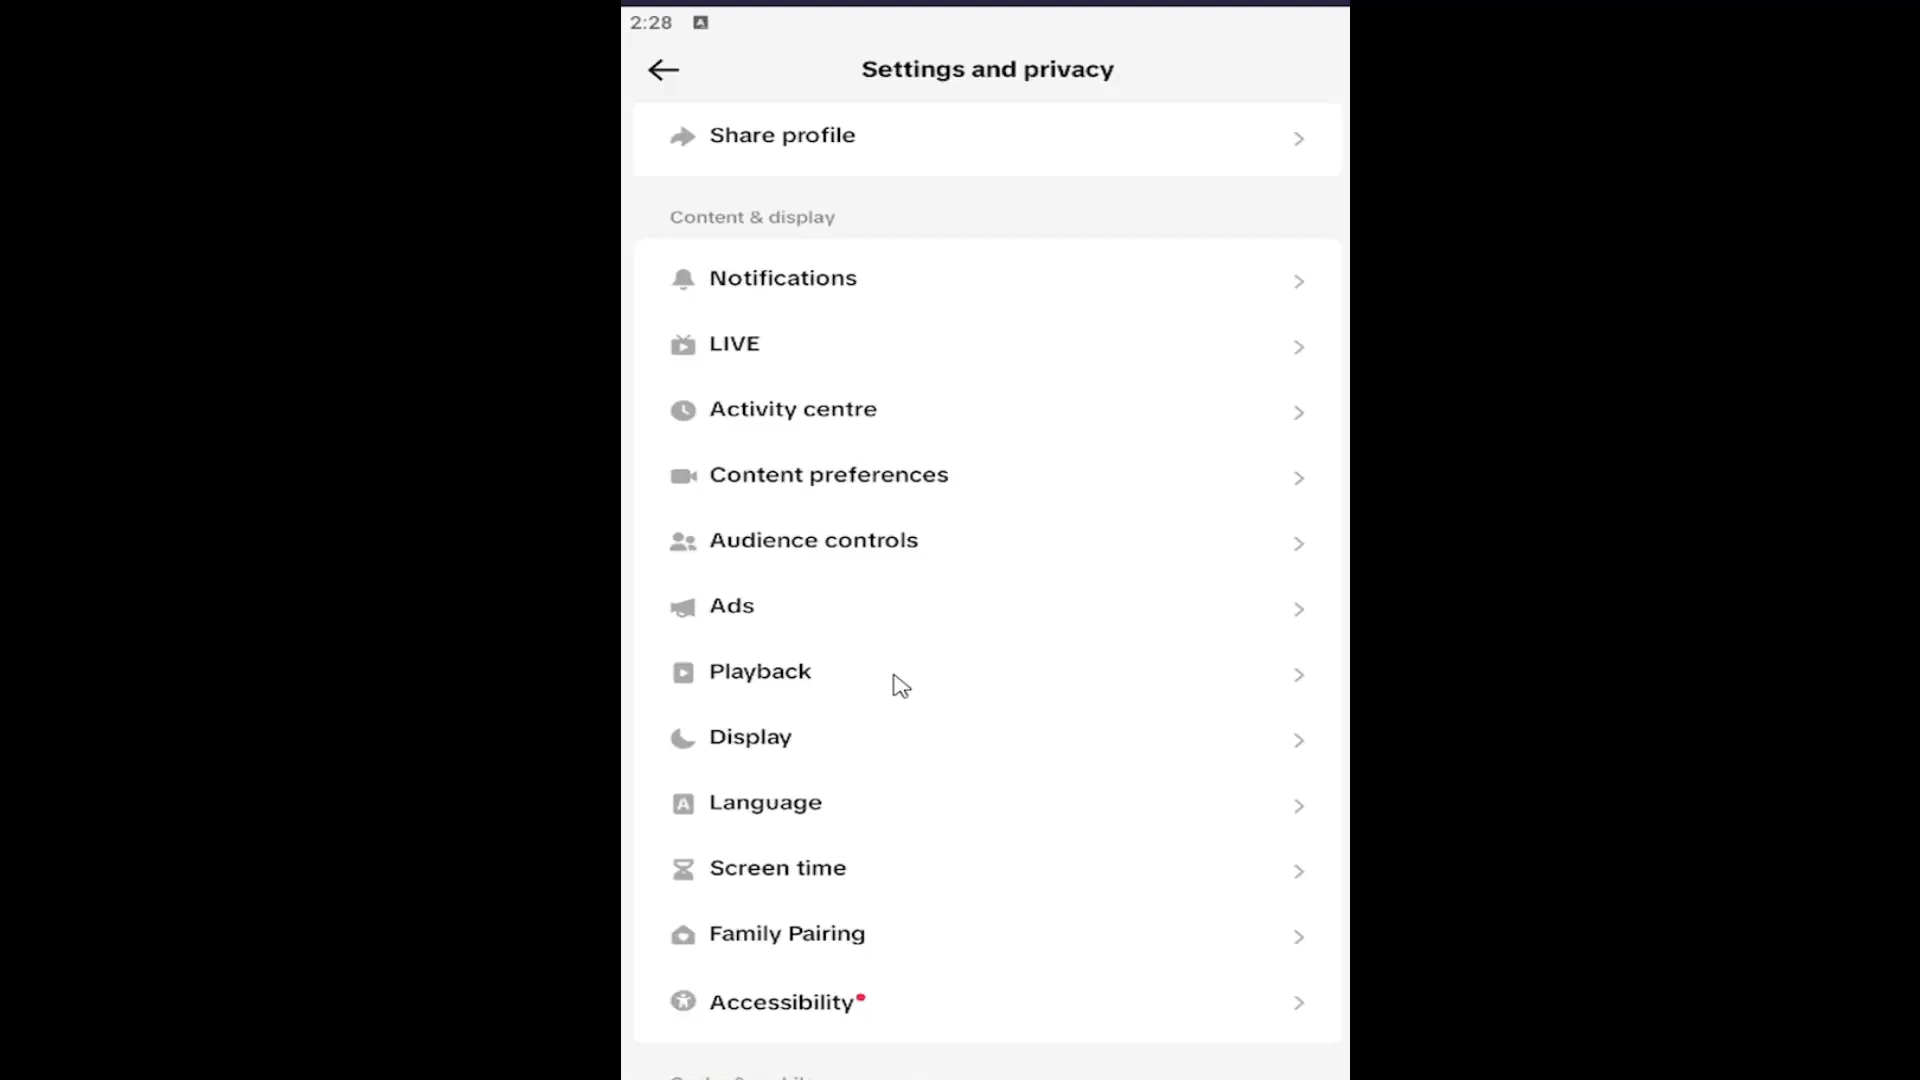 2:28
Settings and privacy
Share profile
Content & display
Notifications
LIVE
Activity centre
Content preferences
Audience controls
Ads
Playback
Display
Language
Screen time
Family Pairing
Accessibility